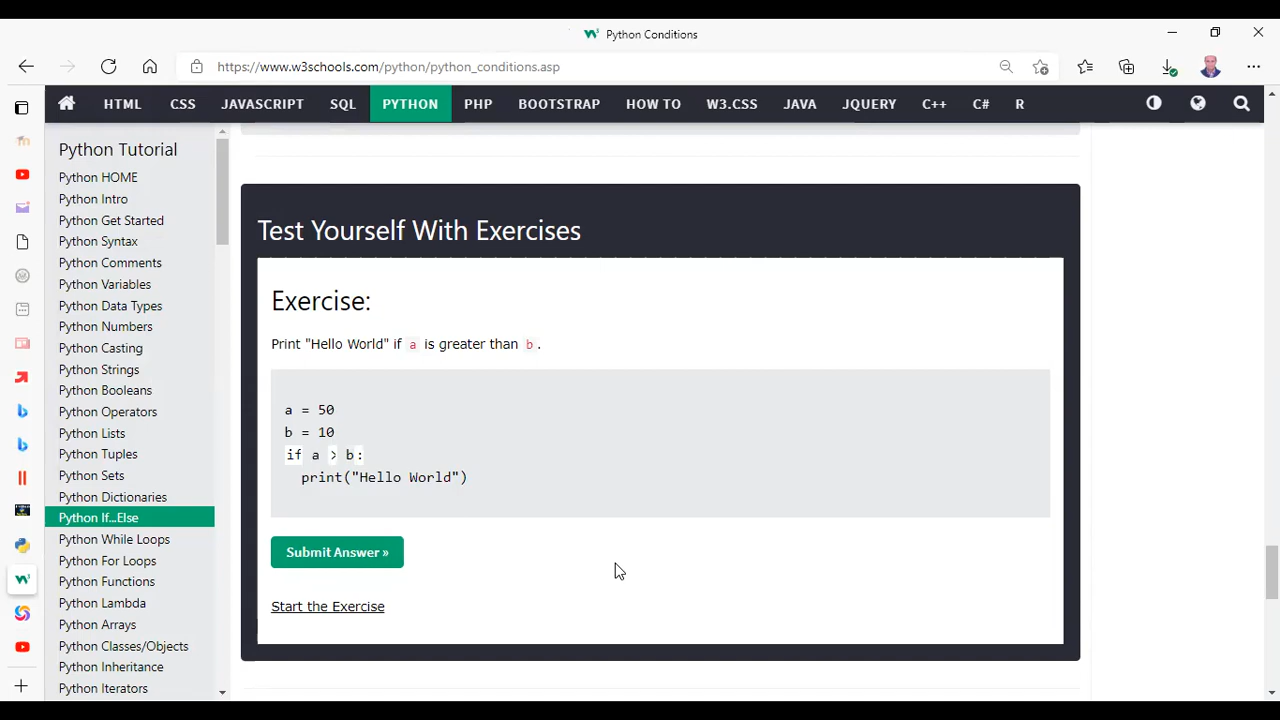 Python Conditions
https://www.w3schools.com/python/python_conditions.asp
HTML CSS JAVASCRIPT SQL PYTHON PHP BOOTSTRAP HOW TO W3.CSS JAVA JQUERY C++ C# R
Python Tutorial
Python HOME
Python Intro
Python Get Started
Python Syntax
Python Comments
Python Variables
Python Data Types
Python Numbers
Python Casting
Python Strings
Python Booleans
Python Operators
Python Lists
Python Tuples
Python Sets
Python Dictionaries
Python If...Else
Python While Loops
Python For Loops
Python Functions
Python Lambda
Python Arrays
Python Classes/Objects
Python Inheritance
Python Iterators
Test Yourself With Exercises
Exercise:
Print "Hello World" if a is greater than b.
a = 50
b = 10
if a > b:
print("Hello World")
Submit Answer »
Start the Exercise